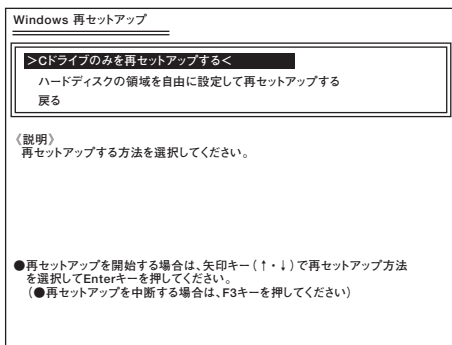 Windows 再セットアップ
>Cドライブのみを再セットアップする<
ハードディスクの領域を自由に設定して再セットアップする
戻る
《説明》
再セットアップする方法を選択してください。
●再セットアップを開始する場合は、矢印キー(↑・↓)で再セットアップ方法
を選択してEnterキーを押してください。
(●再セットアップを中断する場合は、F3キーを押してください)